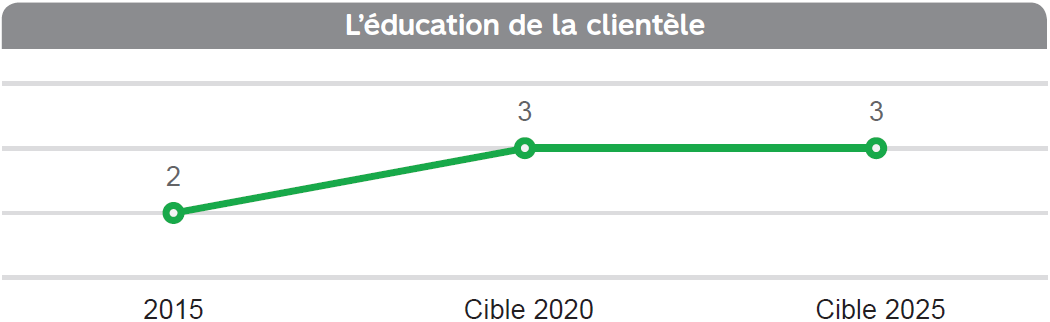 L’éducation de la clientèle
3 3
2
2015 Cible 2020 Cible 2025